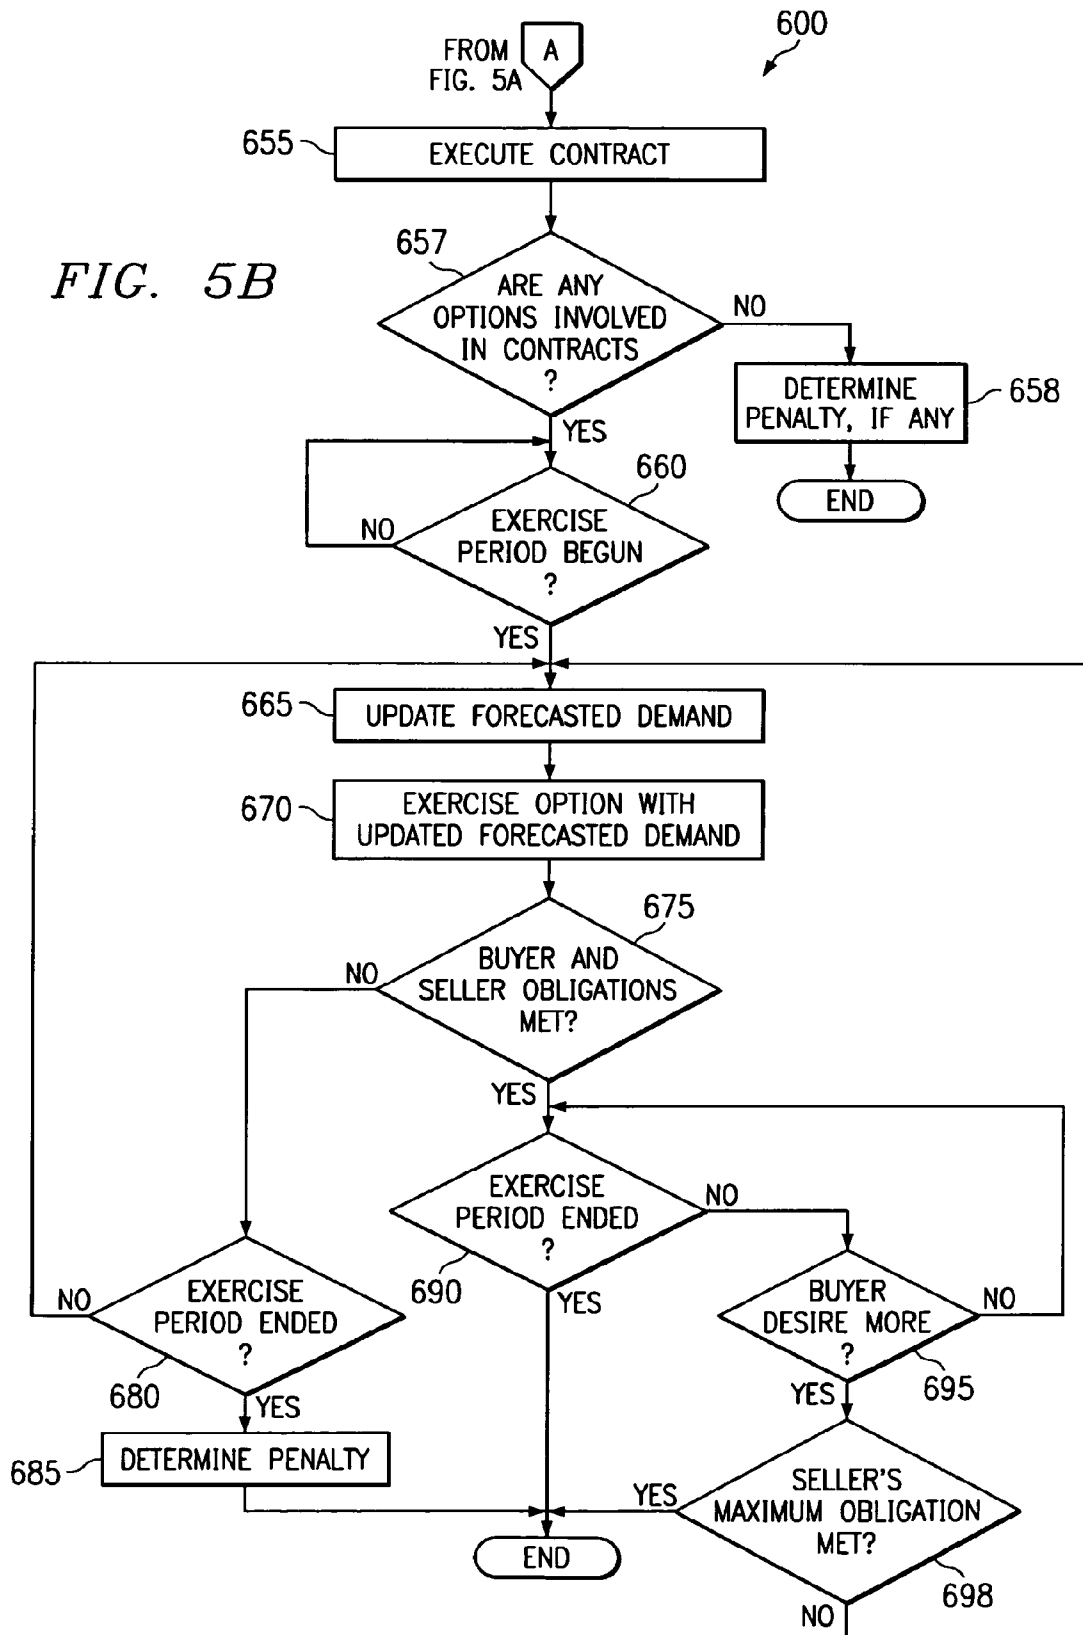 600
FROM
FIG. 5A
A
655
EXECUTE CONTRACT
FIG. 5B
657
ARE ANY
OPTIONS INVOLVED
IN CONTRACTS
?
NO
YES
DETERMINE
PENALTY, IF ANY
658
END
660
EXERCISE
PERIOD BEGUN
?
NO
YES
665
UPDATE FORECASTED DEMAND
670
EXERCISE OPTION WITH
UPDATED FORECASTED DEMAND
675
BUYER AND
SELLER OBLIGATIONS
MET?
NO
YES
EXERCISE
PERIOD ENDED
?
690
NO
YES
EXERCISE
PERIOD ENDED
?
680
NO
YES
BUYER
DESIRE MORE
?
695
NO
YES
685
DETERMINE PENALTY
SELLER'S
MAXIMUM OBLIGATION
MET?
698
YES
NO
END